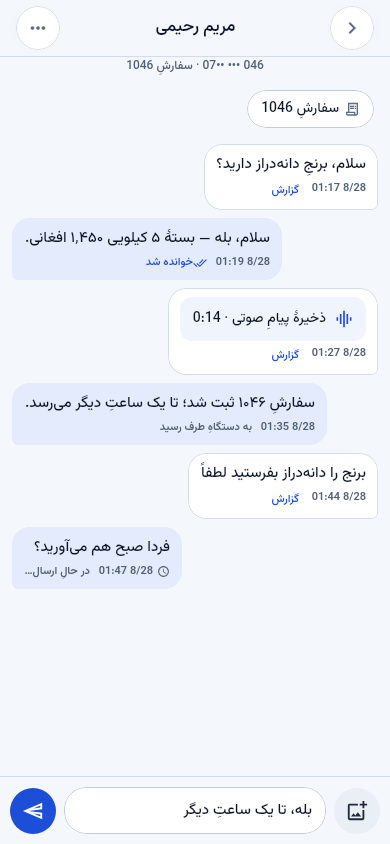 مریم رحیمی
07•• ••• 046 · سفارشِ 1046
سفارشِ 1046
سلام، برنجِ دانه‌دراز دارید؟
01:17 8/28 گزارش
سلام، بله — بستهٔ ۵ کیلویی ۱,۴۵۰ افغانی.
01:19 8/28 خوانده شد
ذخیرهٔ پیامِ صوتی · 0:14
01:27 8/28 گزارش
سفارشِ ۱۰۴۶ ثبت شد؛ تا یک ساعتِ دیگر می‌رسد.
01:35 8/28 به دستگاهِ طرف رسید
برنج را دانه‌دراز بفرستید لطفاً
01:44 8/28 گزارش
فردا صبح هم می‌آورید؟
01:47 8/28 در حالِ ارسال…
بله، تا یک ساعتِ دیگر